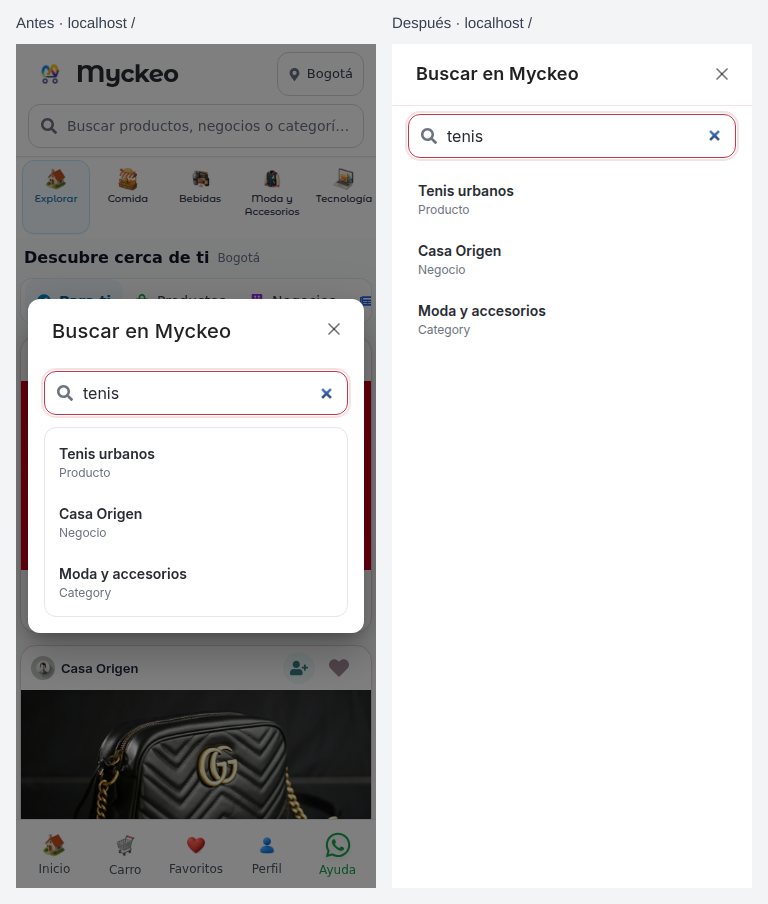 Antes · localhost /
Myckeo
Bogotá
Buscar productos, negocios o categorí...
Explorar
Comida
Bebidas
Moda y
Accesorios
Tecnología
Descubre cerca de ti Bogotá
Buscar en Myckeo
tenis
Tenis urbanos
Producto
Casa Origen
Negocio
Moda y accesorios
Category
Casa Origen
Inicio
Carro
Favoritos
Perfil
Ayuda
Después · localhost /
Buscar en Myckeo
tenis
Tenis urbanos
Producto
Casa Origen
Negocio
Moda y accesorios
Category